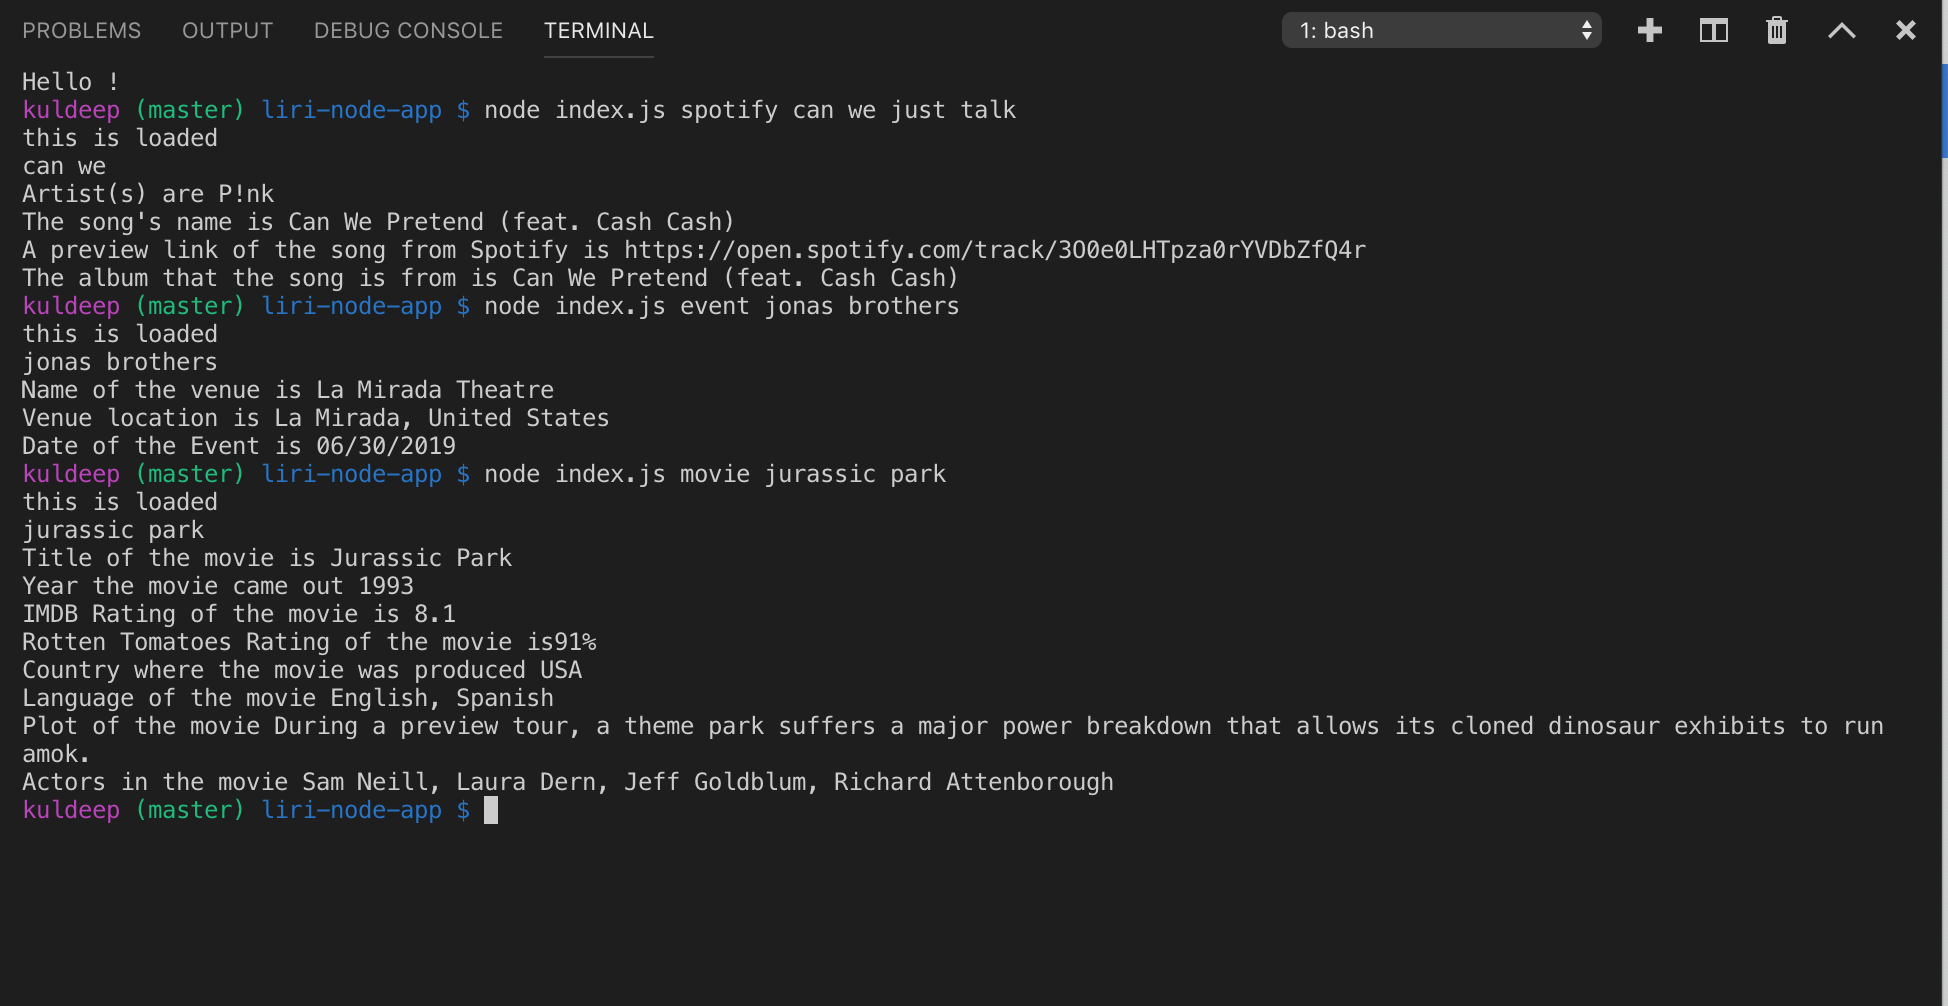 PROBLEMS OUTPUT DEBUG CONSOLE TERMINAL 1: bash
Hello !
kuldeep (master) liri-node-app $ node index.js spotify can we just talk
this is loaded
can we
Artist(s) are P!nk
The song's name is Can We Pretend (feat. Cash Cash)
A preview link of the song from Spotify is https://open.spotify.com/track/3O0e0LHTpza0rYVDbZfQ4r
The album that the song is from is Can We Pretend (feat. Cash Cash)
kuldeep (master) liri-node-app $ node index.js event jonas brothers
this is loaded
jonas brothers
Name of the venue is La Mirada Theatre
Venue location is La Mirada, United States
Date of the Event is 06/30/2019
kuldeep (master) liri-node-app $ node index.js movie jurassic park
this is loaded
jurassic park
Title of the movie is Jurassic Park
Year the movie came out 1993
IMDB Rating of the movie is 8.1
Rotten Tomatoes Rating of the movie is91%
Country where the movie was produced USA
Language of the movie English, Spanish
Plot of the movie During a preview tour, a theme park suffers a major power breakdown that allows its cloned dinosaur exhibits to run
amok.
Actors in the movie Sam Neill, Laura Dern, Jeff Goldblum, Richard Attenborough
kuldeep (master) liri-node-app $